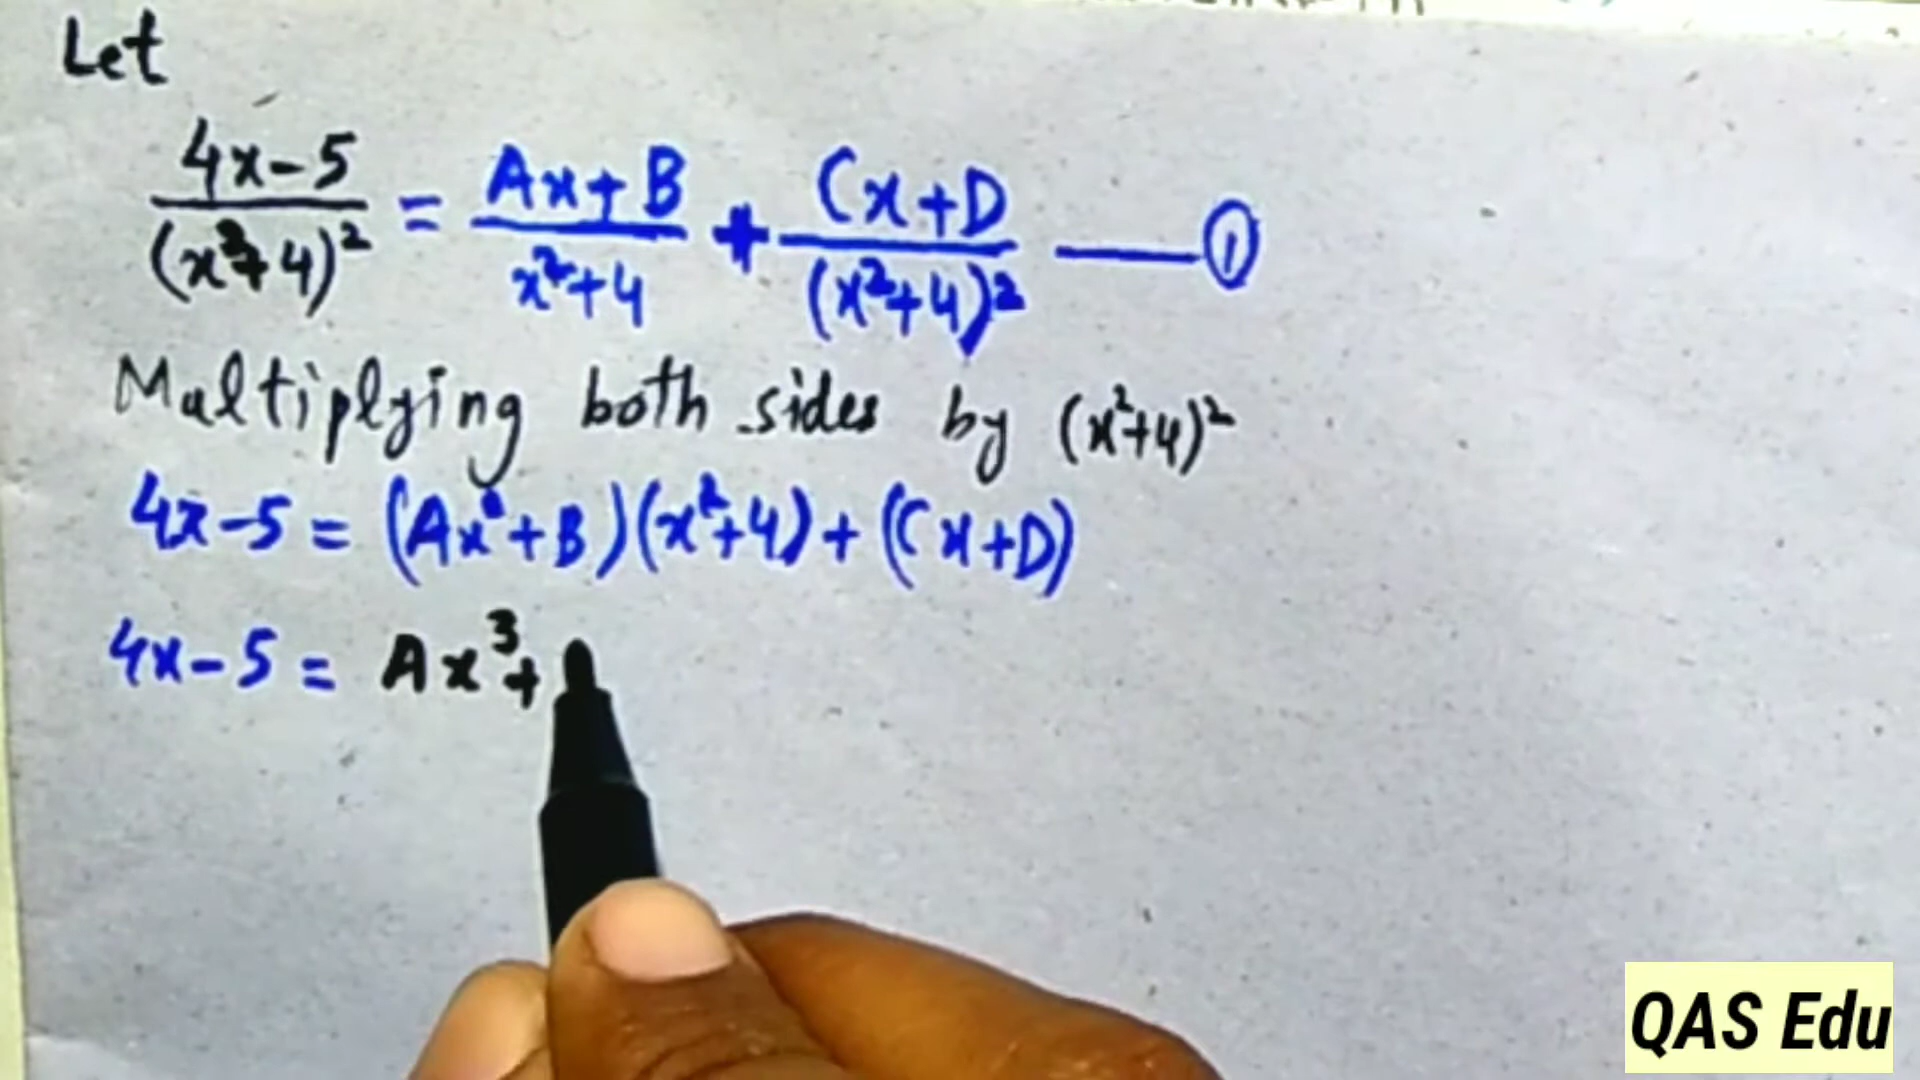 Let
4x-5/(x²+4)² = Ax+B/x²+4 + Cx+D/(x²+4)² —— ①
Multiplying both sides by (x²+4)²
4x-5 = (Ax+B)(x²+4)+(Cx+D)
4x-5 = Ax³+
QAS Edu